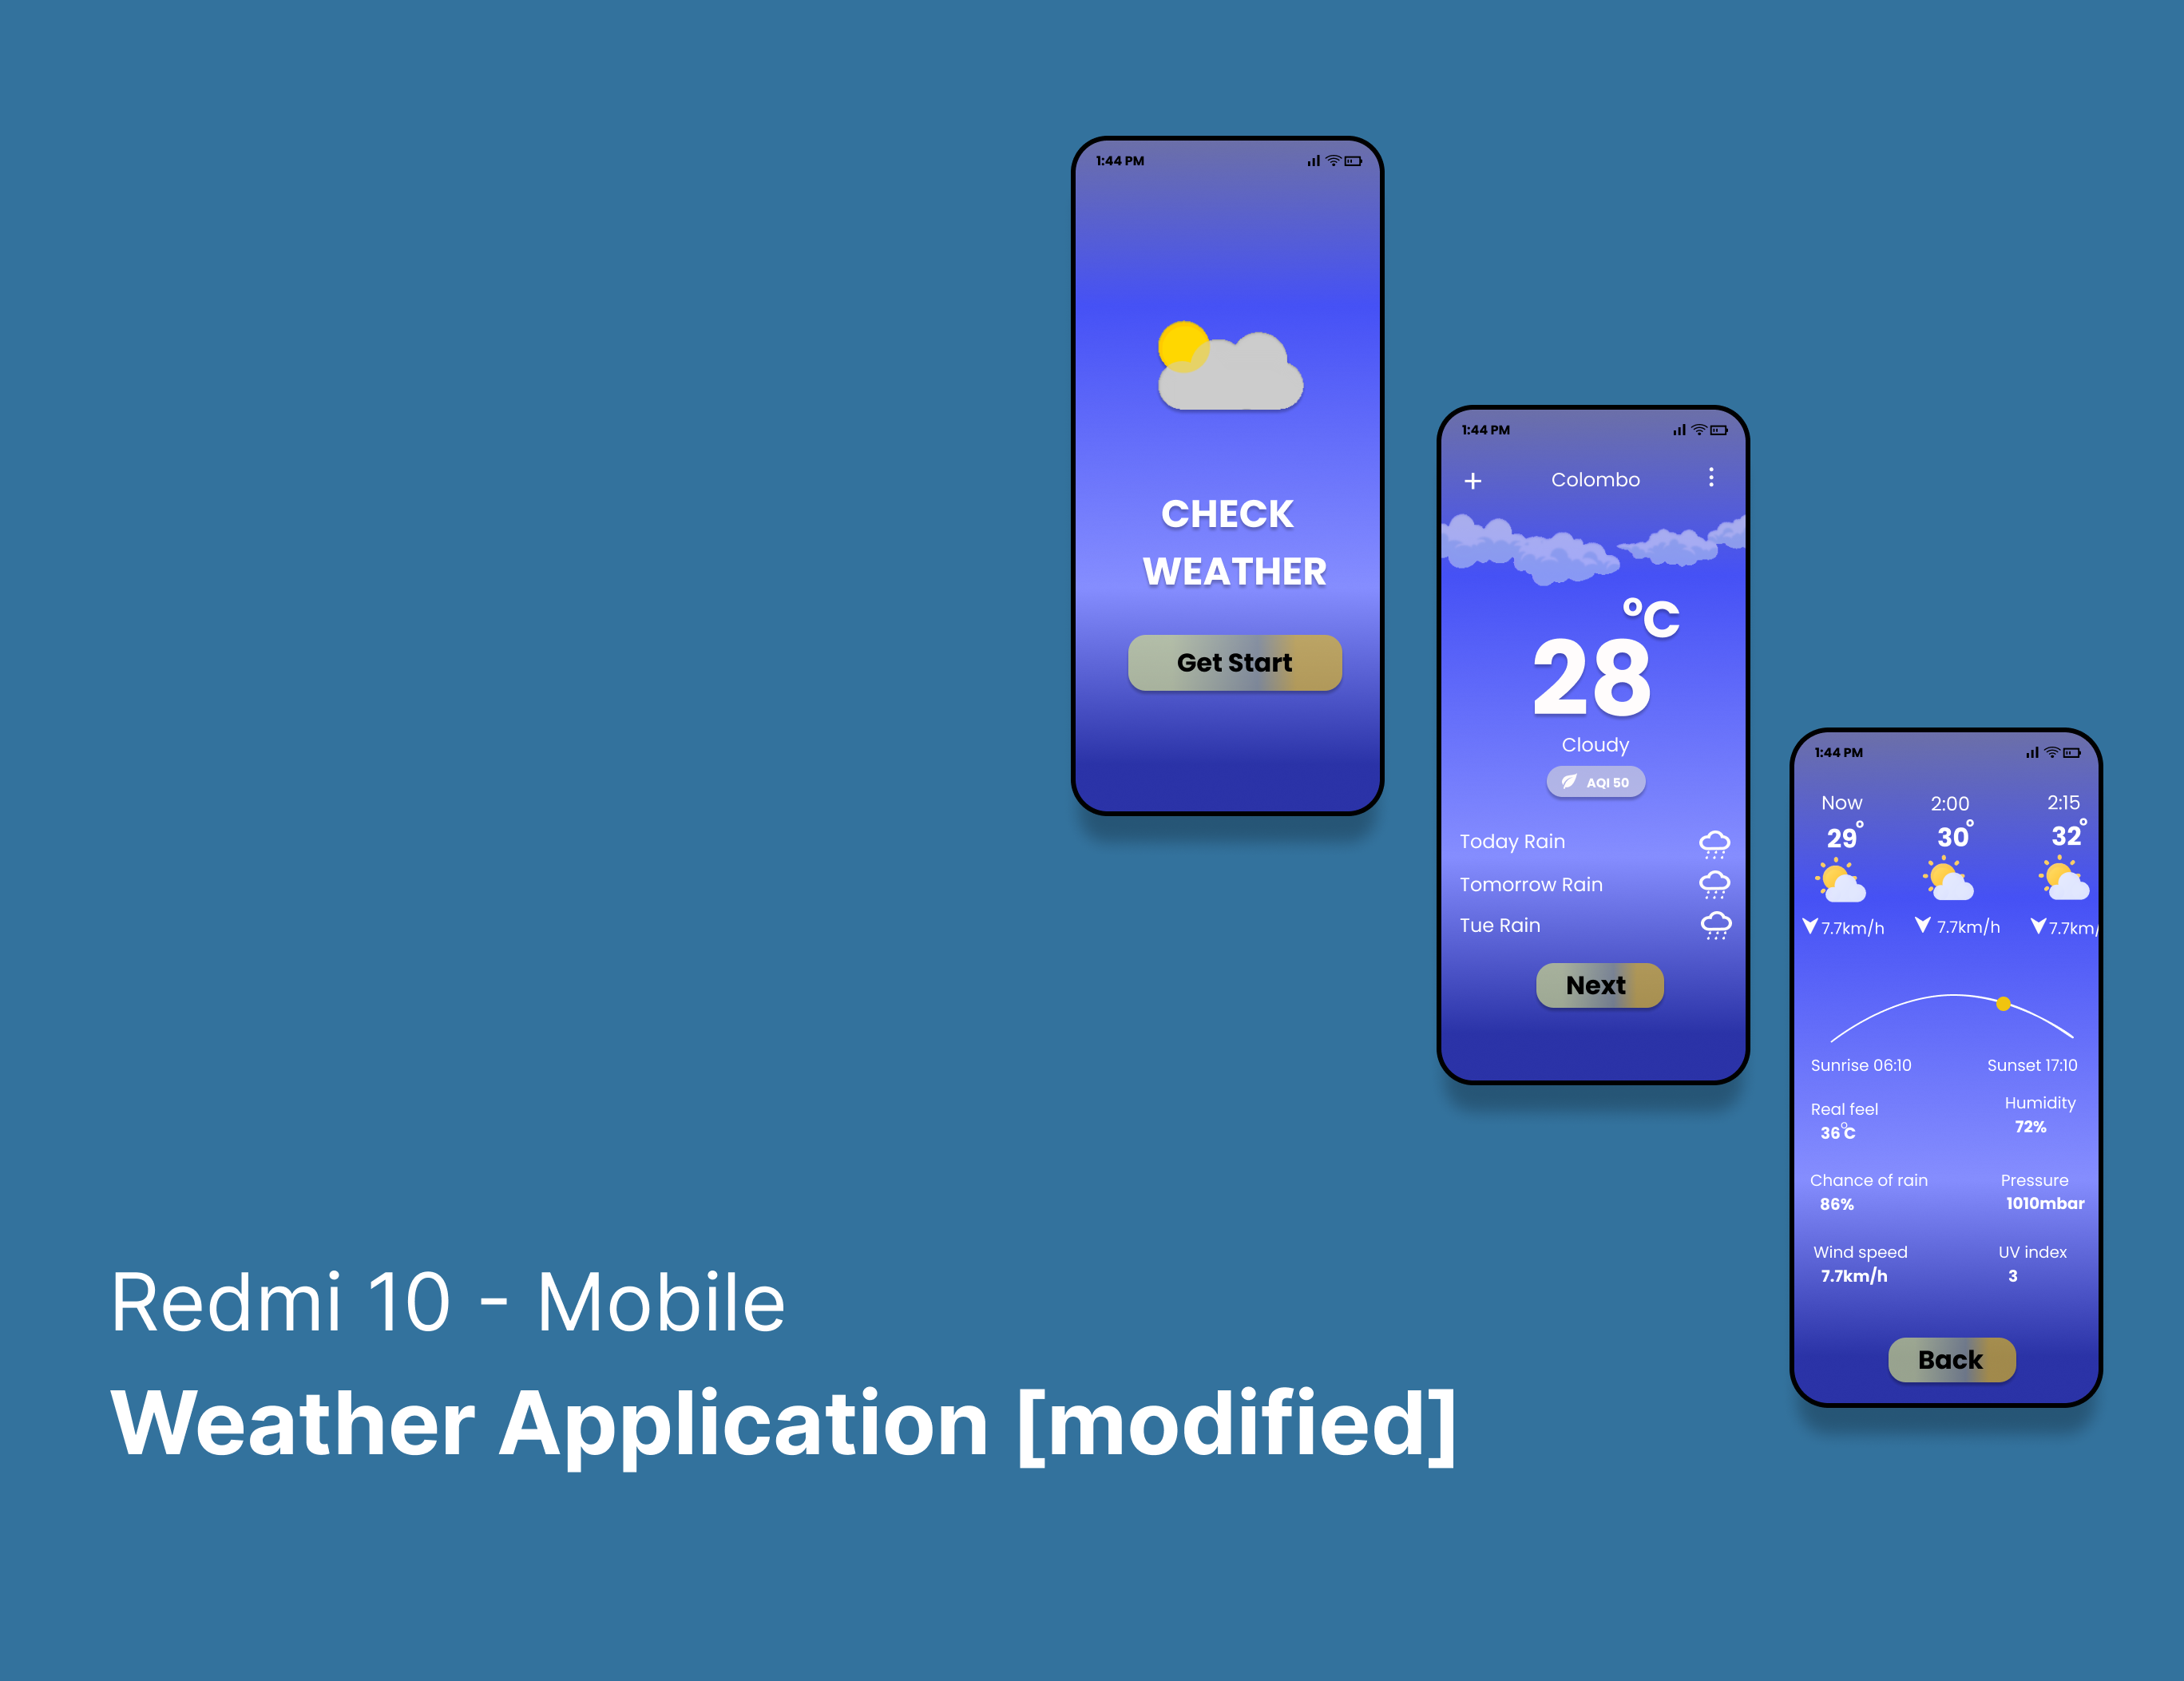 1:44 PM
CHECK
WEATHER
Get Start
1:44 PM
+ Colombo
°C
28
Cloudy
AQI 50
Today Rain
Tomorrow Rain
Tue Rain
Next
1:44 PM
Now 2:00 2:15
29° 30° 32°
7.7km/h 7.7km/h 7.7km/
Sunrise 06:10 Sunset 17:10
Real feel Humidity
36°C 72%
Chance of rain Pressure
86% 1010mbar
Wind speed UV index
7.7km/h 3
Back
Redmi 10 - Mobile
Weather Application [modified]